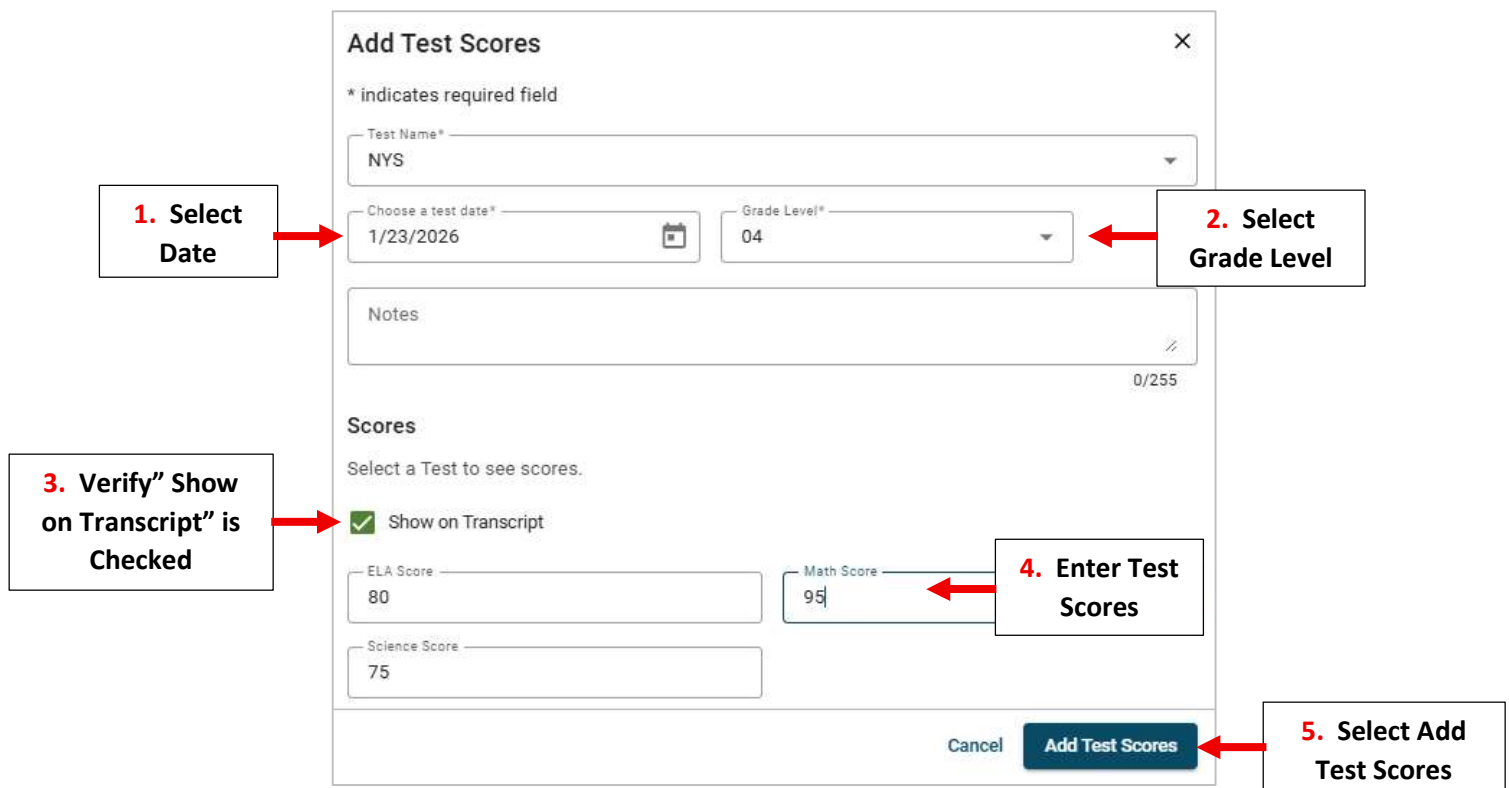 Add Test Scores
* indicates required field
Test Name*
NYS
1. Select
Date
Choose a test date*
1/23/2026
Grade Level*
04
2. Select
Grade Level
Notes
0/255
Scores
Select a Test to see scores.
3. Verify” Show
on Transcript” is
Checked
Show on Transcript
ELA Score
80
Math Score
95
4. Enter Test
Scores
Science Score
75
Cancel
Add Test Scores
5. Select Add
Test Scores